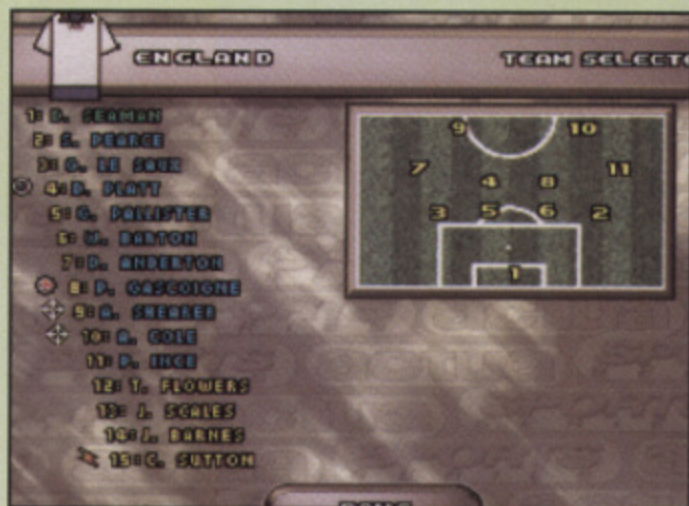 ENGLAND
TEAM SELECT
1: D. SEAMAN
2: S. PEARCE
3: G. LE SAUX
4: D. PLATT
5: G. PALLISTER
6: W. BARTON
7: D. ANDERTON
8: P. GASCOIGNE
9: A. SHEARER
10: A. COLE
11: P. INCE
12: T. FLOWERS
13: J. SCALES
14: J. BARNES
15: C. SUTTON
9 10
7 11
4 8
3 5 6 2
1